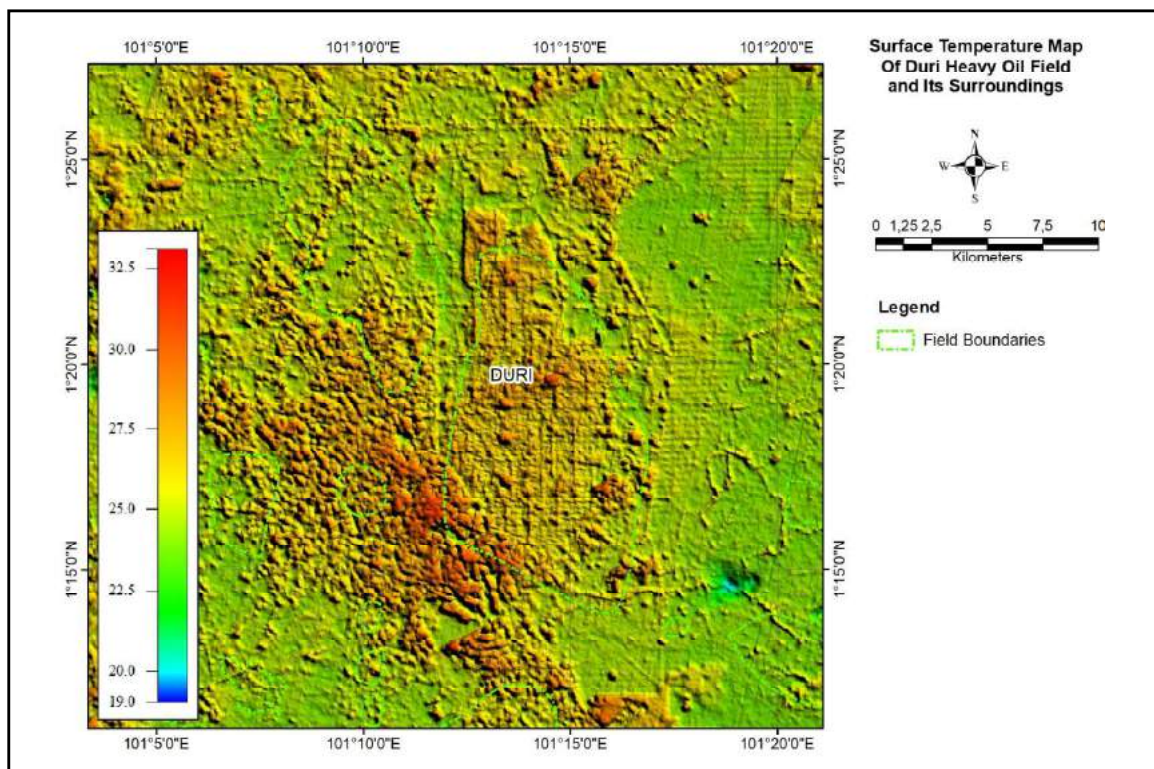 101°5'0"E 101°10'0"E 101°15'0"E 101°20'0"E
Surface Temperature Map
Of Duri Heavy Oil Field
and Its Surroundings
1°25'0"N 1°25'0"N
N
W E
S
0 1,25 2,5 5 7,5 10
Kilometers
32.5
Legend
Field Boundaries
30.0
1°20'0"N 1°20'0"N
DURI
27.5
25.0
22.5
1°15'0"N 1°15'0"N
20.0
19.0
101°5'0"E 101°10'0"E 101°15'0"E 101°20'0"E